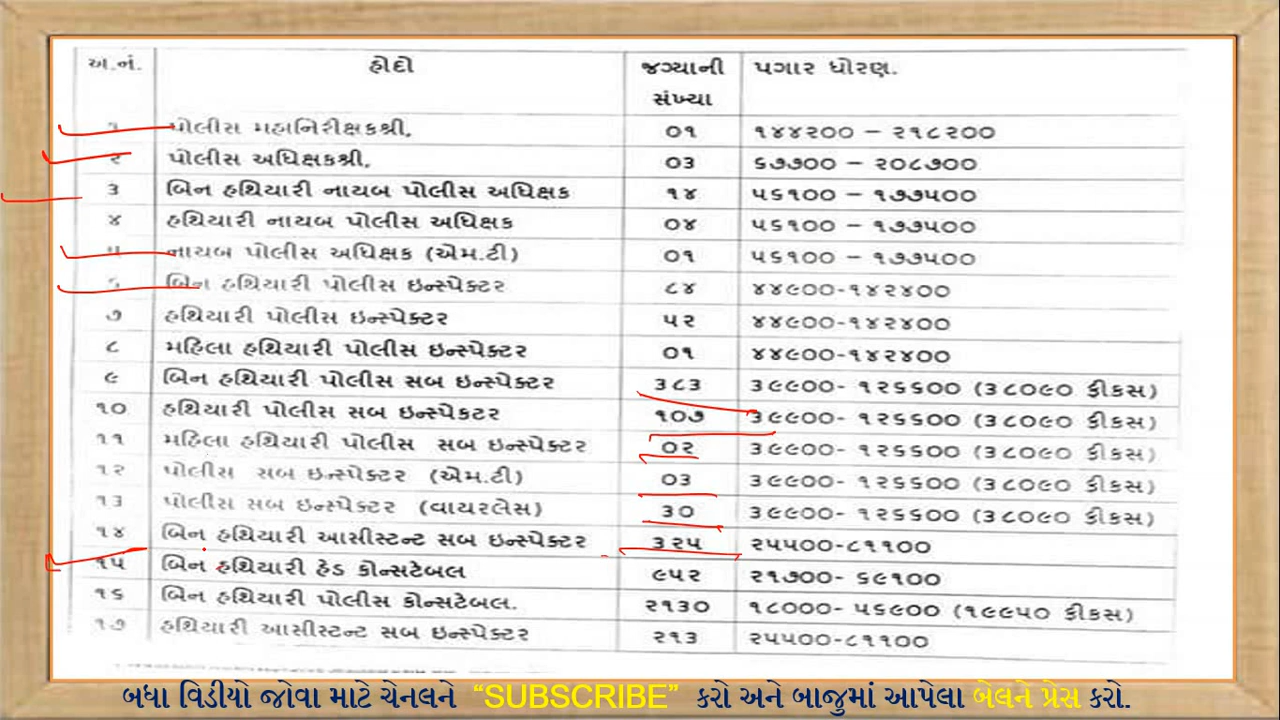 અ.નં. હોદો જગ્યાની સંખ્યા પગાર ધોરણ.
૧ પોલીસ મહાનિરીક્ષકશ્રી, ૦૧ ૧૪૪૨૦૦ – ૨૧૮૨૦૦
૨ પોલીસ અધિક્ષકશ્રી, ૦૩ ૬૭૭૦૦ – ૨૦૮૭૦૦
૩ બિન હથિયારી નાયબ પોલીસ અધિક્ષક ૧૪ ૫૬૧૦૦ – ૧૭૭૫૦૦
૪ હથિયારી નાયબ પોલીસ અધિક્ષક ૦૪ ૫૬૧૦૦ – ૧૭૭૫૦૦
૫ નાયબ પોલીસ અધિક્ષક (એમ.ટી) ૦૧ ૫૬૧૦૦ – ૧૭૭૫૦૦
૬ બિન હથિયારી પોલીસ ઇન્સ્પેક્ટર ૮૪ ૪૪૯૦૦-૧૪૨૪૦૦
૭ હથિયારી પોલીસ ઇન્સ્પેક્ટર ૫૨ ૪૪૯૦૦-૧૪૨૪૦૦
૮ મહિલા હથિયારી પોલીસ ઇન્સ્પેક્ટર ૦૧ ૪૪૯૦૦-૧૪૨૪૦૦
૯ બિન હથિયારી પોલીસ સબ ઇન્સ્પેક્ટર ૩૮૩ ૩૯૯૦૦- ૧૨૬૬૦૦ (૩૮૦૯૦ ફીકસ)
૧૦ હથિયારી પોલીસ સબ ઇન્સ્પેકટર ૧૦૭ ૩૯૯૦૦- ૧૨૬૬૦૦ (૩૮૦૯૦ ફીકસ)
૧૧ મહિલા હથિયારી પોલીસ સબ ઇન્સ્પેક્ટર ૦૨ ૩૯૯૦૦- ૧૨૬૬૦૦ (૩૮૦૯૦ ફીકસ)
૧૨ પોલીસ સબ ઇન્સ્પેક્ટર (એમ.ટી) ૦૩ ૩૯૯૦૦- ૧૨૬૬૦૦ (૩૮૦૯૦ ફીકસ)
૧૩ પોલીસ સબ ઇન્સ્પેક્ટર (વાયરલેસ) ૩૦ ૩૯૯૦૦- ૧૨૬૬૦૦ (૩૮૦૯૦ ફીકસ)
૧૪ બિન હથિયારી આસીસ્ટન્ટ સબ ઇન્સ્પેક્ટર ૩૨૫ ૨૫૫૦૦-૮૧૧૦૦
૧૫ બિન હથિયારી હેડ કોન્સટેબલ ૯૫૨ ૨૧૭૦૦- ૬૯૧૦૦
૧૬ બિન હથિયારી પોલીસ કોન્સટેબલ. ૨૧૩૦ ૧૮૦૦૦- ૫૬૯૦૦ (૧૯૯૫૦ ફીકસ)
૧૭ હથિયારી આસીસ્ટન્ટ સબ ઇન્સ્પેક્ટર ૨૧૩ ૨૫૫૦૦-૮૧૧૦૦
બધા વિડીયો જોવા માટે ચેનલને “SUBSCRIBE” કરો અને બાજુમાં આપેલા બેલને પ્રેસ કરો.